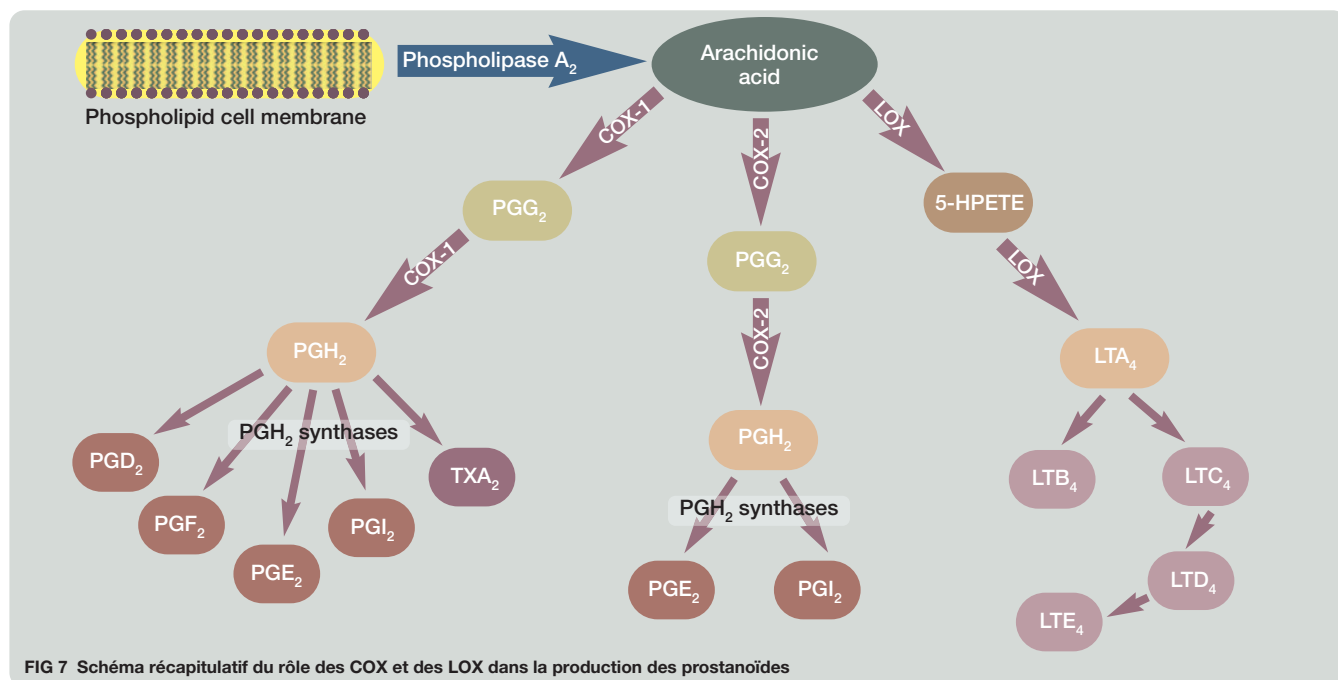 Phospholipase A₂
Arachidonic
acid
Phospholipid cell membrane
COX-1
COX-2
LOX
PGG₂
5-HPETE
COX-1
PGG₂
LOX
COX-2
PGH₂
LTA₄
PGH₂ synthases
PGD₂
PGF₂
PGE₂
PGI₂
TXA₂
PGH₂
PGH₂ synthases
PGE₂
PGI₂
LTB₄
LTC₄
LTD₄
LTE₄
FIG 7 Schéma récapitulatif du rôle des COX et des LOX dans la production des prostanoïdes